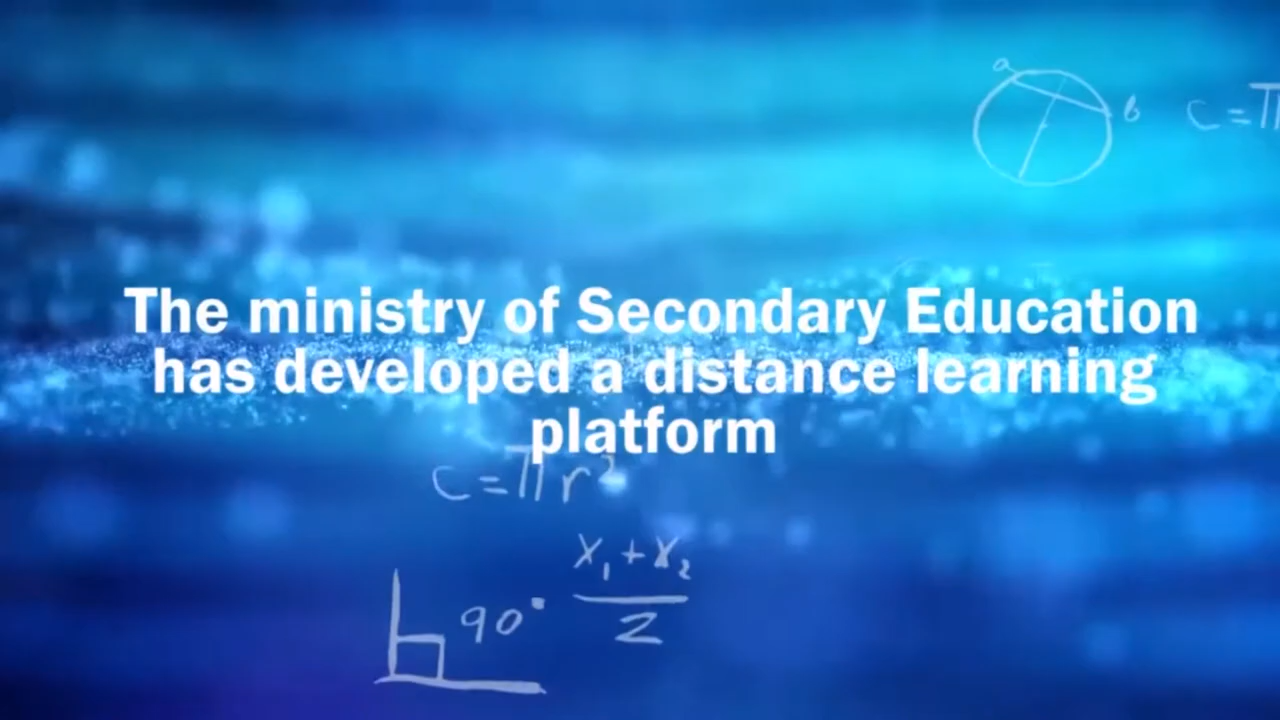 a
b c=π
The ministry of Secondary Education
has developed a distance learning
platform
c=πr²
x₁+x₂
90° 2